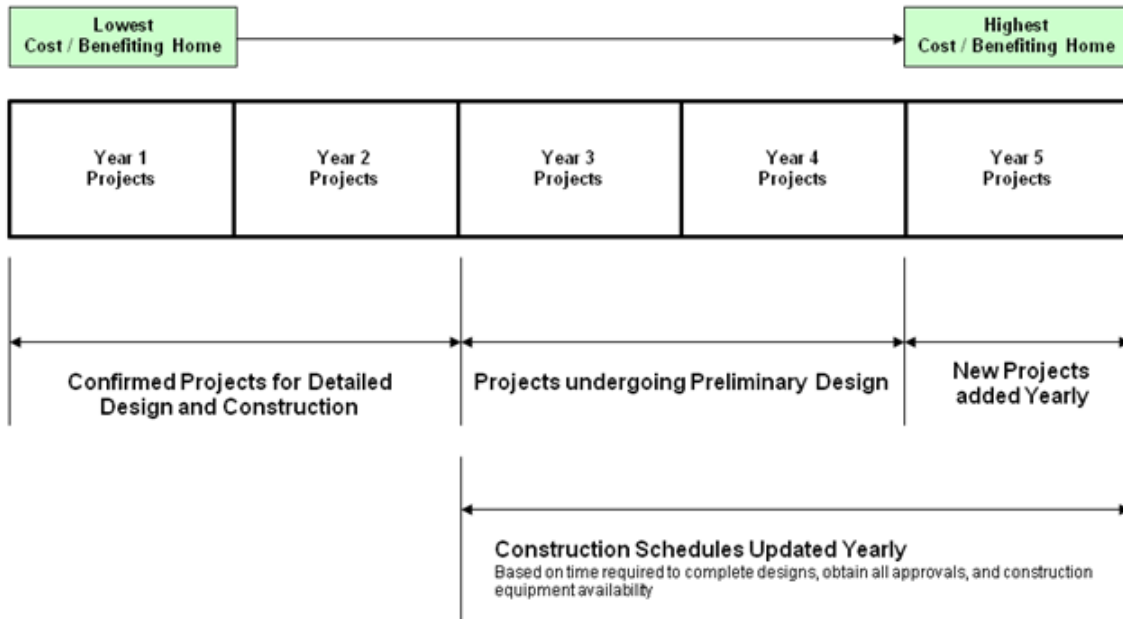 Lowest
Cost / Benefiting Home
Highest
Cost / Benefiting Home
Year 1
Projects
Year 2
Projects
Year 3
Projects
Year 4
Projects
Year 5
Projects
Confirmed Projects for Detailed
Design and Construction
Projects undergoing Preliminary Design
New Projects
added Yearly
Construction Schedules Updated Yearly
Based on time required to complete designs, obtain all approvals, and construction
equipment availability